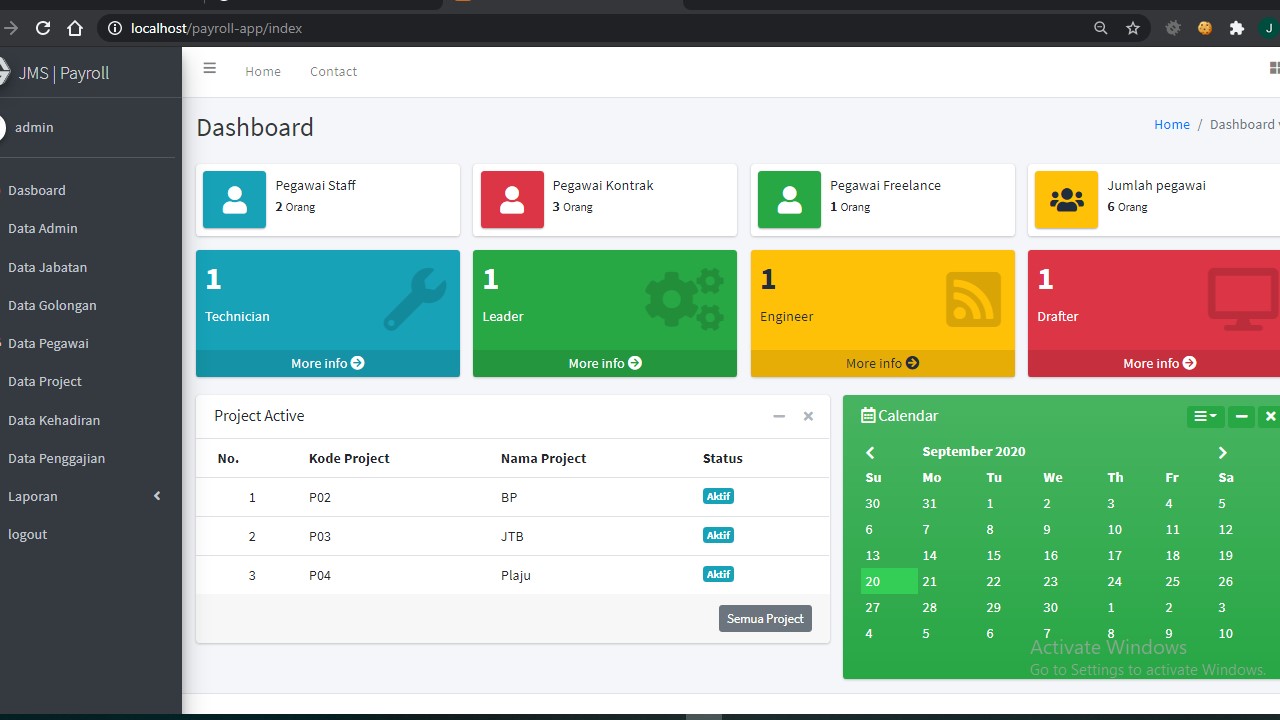 localhost/payroll-app/index
J
JMS | Payroll
Home
Contact
admin
Dasboard
Data Admin
Data Jabatan
Data Golongan
Data Pegawai
Data Project
Data Kehadiran
Data Penggajian
Laporan
logout
Dashboard
Home / Dashboard
Pegawai Staff
2 Orang
Pegawai Kontrak
3 Orang
Pegawai Freelance
1 Orang
Jumlah pegawai
6 Orang
1
Technician
More info
1
Leader
More info
1
Engineer
More info
1
Drafter
More info
Project Active
No. Kode Project Nama Project Status
1 P02 BP Aktif
2 P03 JTB Aktif
3 P04 Plaju Aktif
Semua Project
Calendar
September 2020
Su Mo Tu We Th Fr Sa
30 31 1 2 3 4 5
6 7 8 9 10 11 12
13 14 15 16 17 18 19
20 21 22 23 24 25 26
27 28 29 30 1 2 3
4 5 6 7 8 9 10
Activate Windows
Go to Settings to activate Windows.